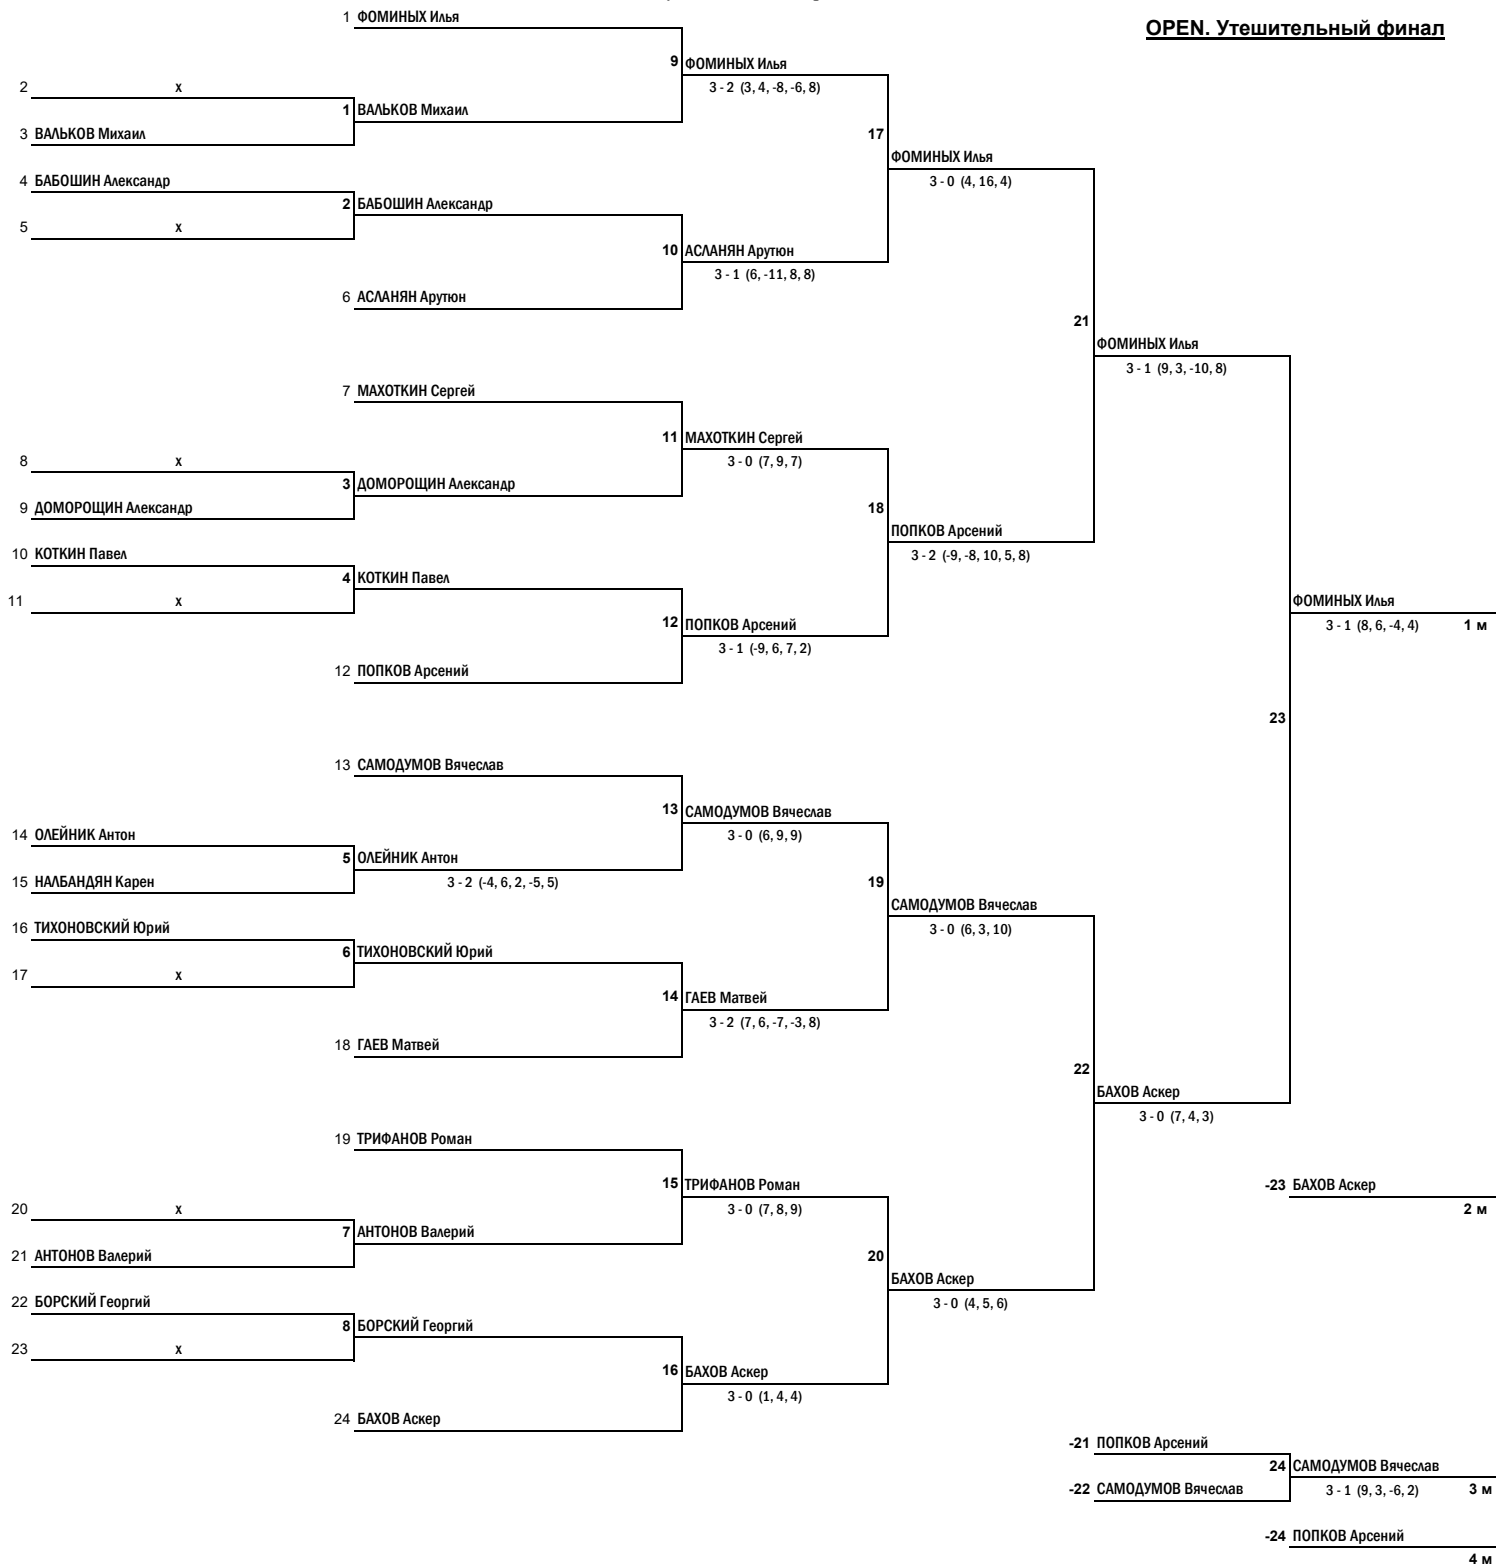 1 ФОМИНЫХ Илья
OPEN. Утешительный финал
9 ФОМИНЫХ Илья
2 x
3 - 2 (3, 4, -8, -6, 8)
1 ВАЛЬКОВ Михаил
3 ВАЛЬКОВ Михаил
17
ФОМИНЫХ Илья
4 БАБОШИН Александр
3 - 0 (4, 16, 4)
2 БАБОШИН Александр
5 x
10 АСЛАНЯН Арутюн
3 - 1 (6, -11, 8, 8)
6 АСЛАНЯН Арутюн
21
ФОМИНЫХ Илья
3 - 1 (9, 3, -10, 8)
7 МАХОТКИН Сергей
11 МАХОТКИН Сергей
8 x
3 - 0 (7, 9, 7)
3 ДОМОРОЩИН Александр
9 ДОМОРОЩИН Александр
18
ПОПКОВ Арсений
10 КОТКИН Павел
3 - 2 (-9, -8, 10, 5, 8)
4 КОТКИН Павел
11 x
ФОМИНЫХ Илья
12 ПОПКОВ Арсений
3 - 1 (8, 6, -4, 4) 1 м
3 - 1 (-9, 6, 7, 2)
12 ПОПКОВ Арсений
23
13 САМОДУМОВ Вячеслав
13 САМОДУМОВ Вячеслав
14 ОЛЕЙНИК Антон
3 - 0 (6, 9, 9)
5 ОЛЕЙНИК Антон
15 НАЛБАНДЯН Карен
3 - 2 (-4, 6, 2, -5, 5)
19
САМОДУМОВ Вячеслав
16 ТИХОНОВСКИЙ Юрий
3 - 0 (6, 3, 10)
6 ТИХОНОВСКИЙ Юрий
17 x
14 ГАЕВ Матвей
3 - 2 (7, 6, -7, -3, 8)
18 ГАЕВ Матвей
22
БАХОВ Аскер
3 - 0 (7, 4, 3)
19 ТРИФАНОВ Роман
15 ТРИФАНОВ Роман
-23 БАХОВ Аскер
20 x
3 - 0 (7, 8, 9)
2 м
7 АНТОНОВ Валерий
21 АНТОНОВ Валерий
20
БАХОВ Аскер
22 БОРСКИЙ Георгий
3 - 0 (4, 5, 6)
8 БОРСКИЙ Георгий
23 x
16 БАХОВ Аскер
3 - 0 (1, 4, 4)
24 БАХОВ Аскер
-21 ПОПКОВ Арсений
24 САМОДУМОВ Вячеслав
-22 САМОДУМОВ Вячеслав
3 - 1 (9, 3, -6, 2) 3 м
-24 ПОПКОВ Арсений
4 м